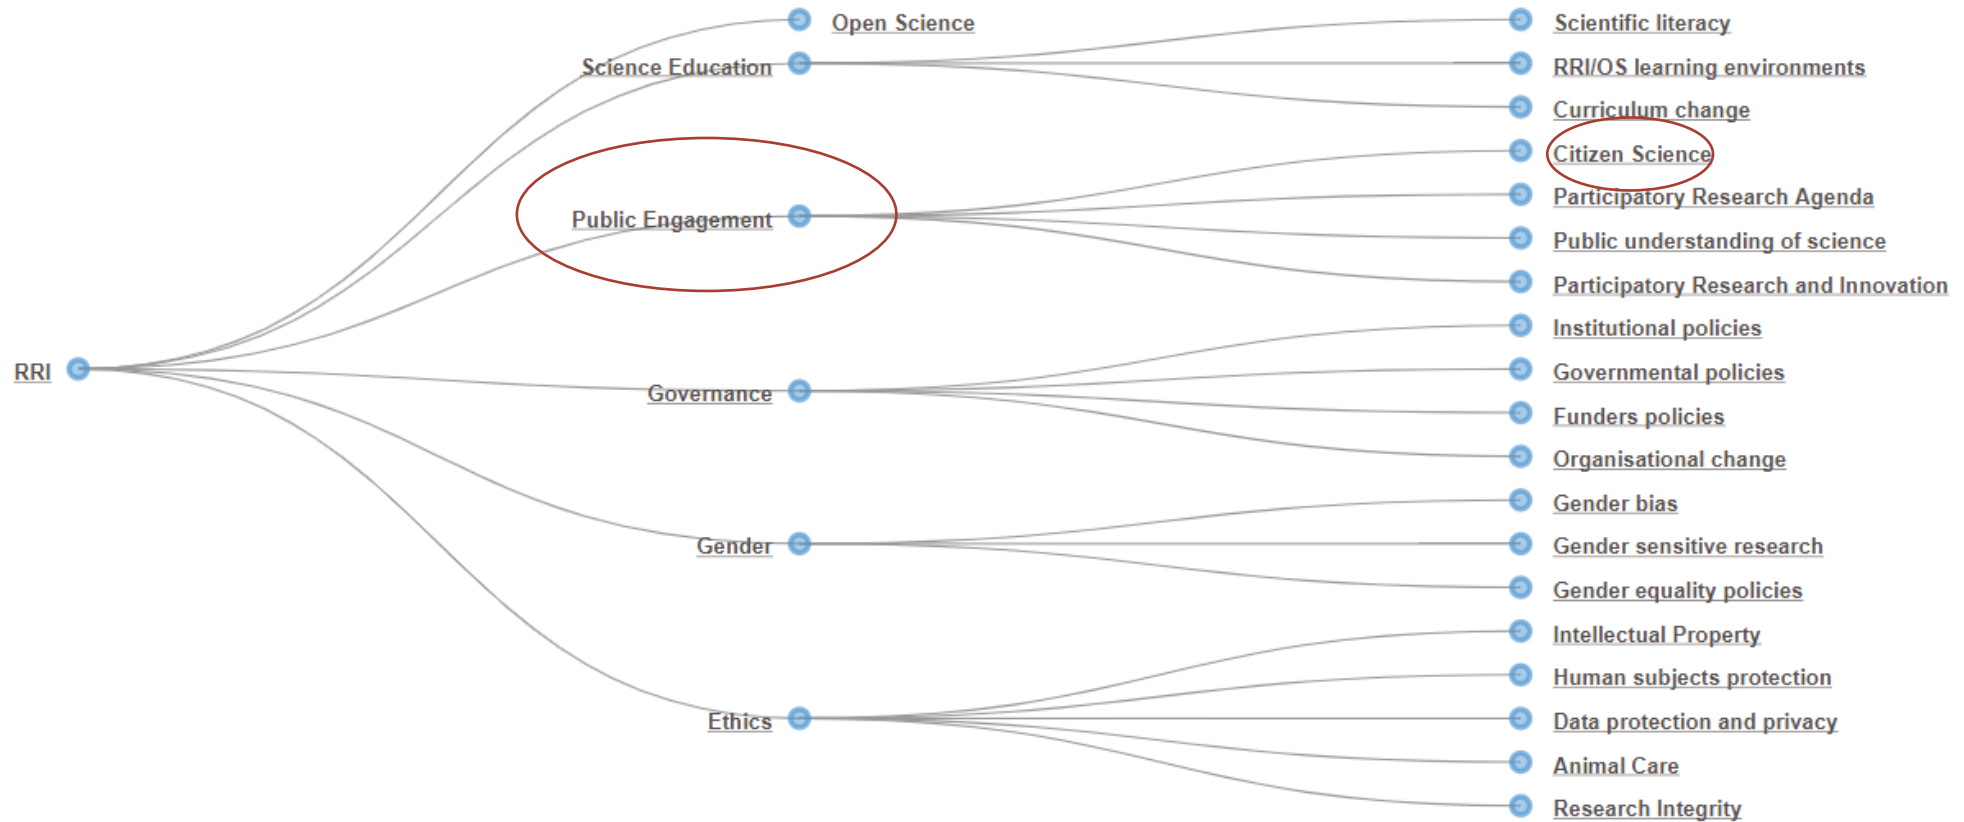 RRI
Open Science
Science Education
Scientific literacy
RRI/OS learning environments
Curriculum change
Public Engagement
Citizen Science
Participatory Research Agenda
Public understanding of science
Participatory Research and Innovation
Governance
Institutional policies
Governmental policies
Funders policies
Organisational change
Gender
Gender bias
Gender sensitive research
Gender equality policies
Ethics
Intellectual Property
Human subjects protection
Data protection and privacy
Animal Care
Research Integrity